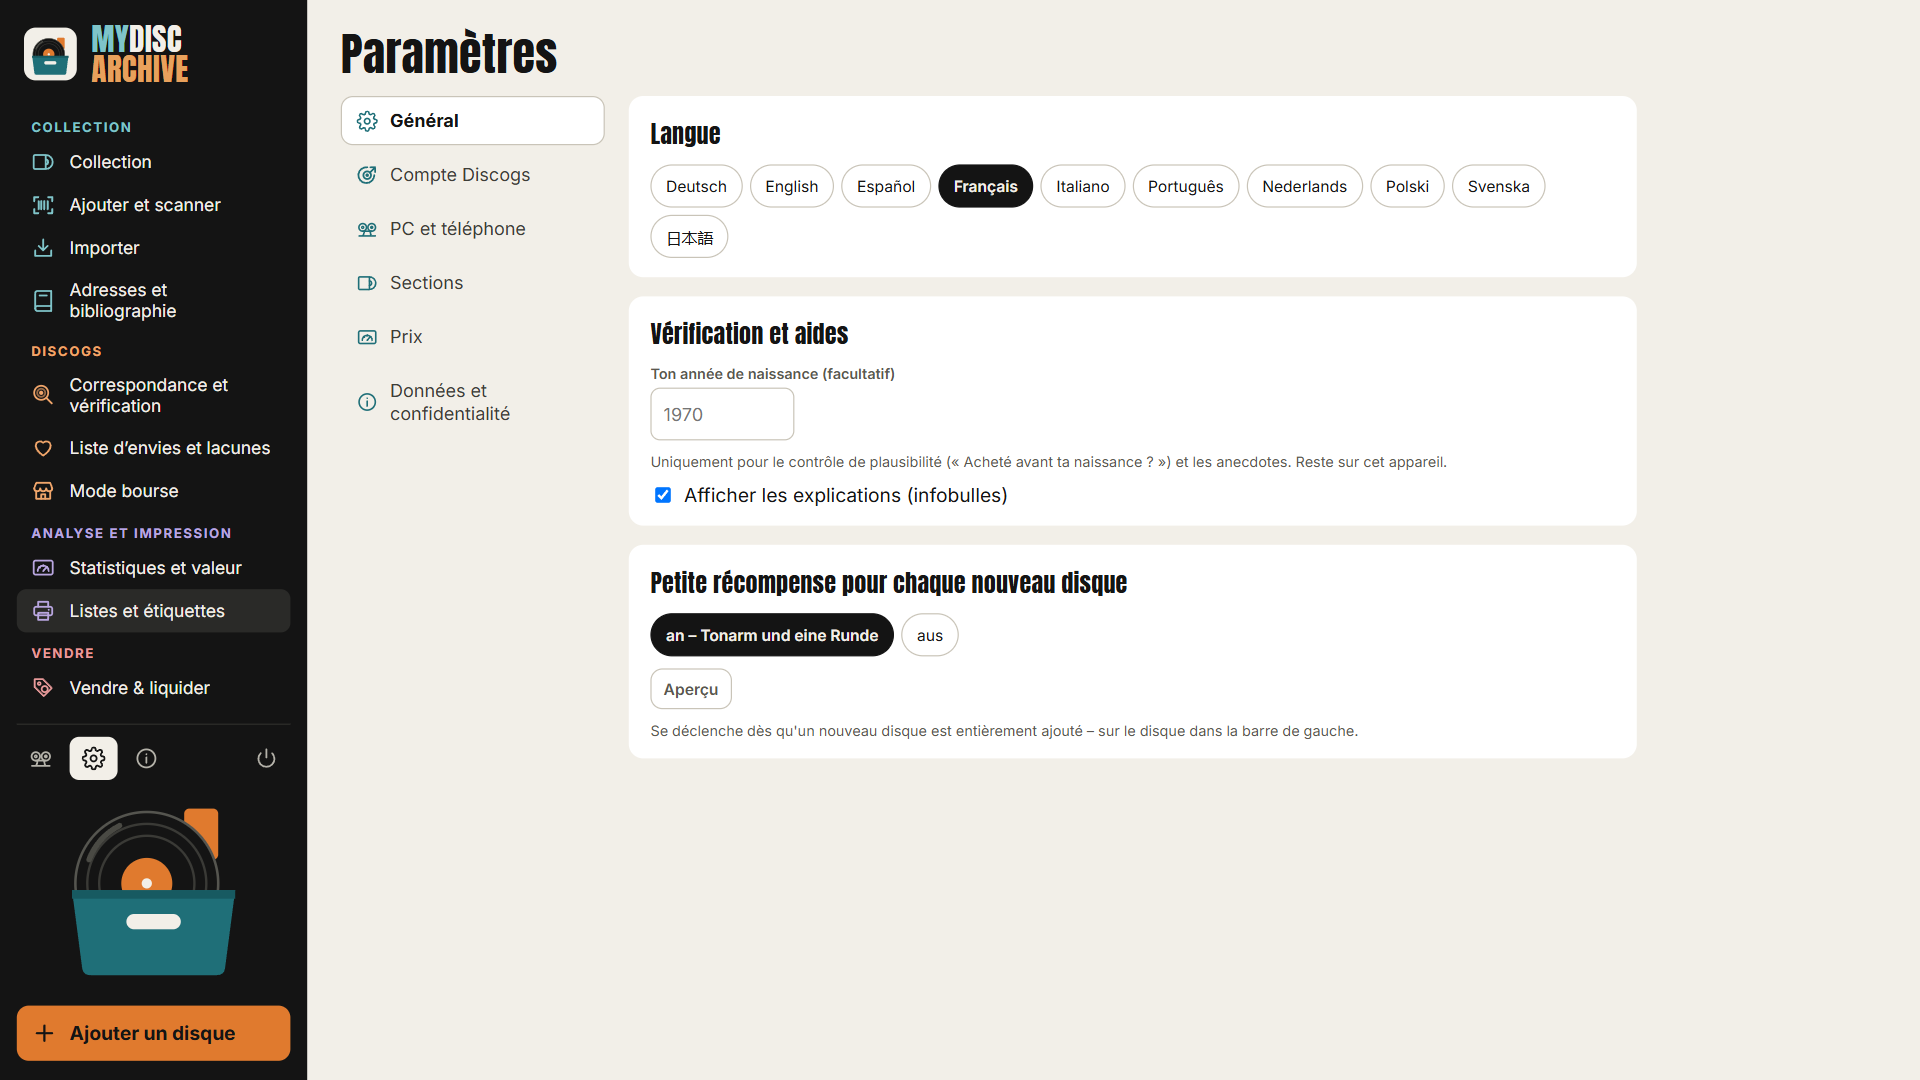 MYDISC
ARCHIVE
COLLECTION
Collection
Ajouter et scanner
Importer
Adresses et
bibliographie
DISCOGS
Correspondance et
vérification
Liste d’envies et lacunes
Mode bourse
ANALYSE ET IMPRESSION
Statistiques et valeur
Listes et étiquettes
VENDRE
Vendre & liquider
Ajouter un disque
Paramètres
Général
Compte Discogs
PC et téléphone
Sections
Prix
Données et
confidentialité
Langue
Deutsch English Español Français Italiano Português Nederlands Polski Svenska
日本語
Vérification et aides
Ton année de naissance (facultatif)
1970
Uniquement pour le contrôle de plausibilité (« Acheté avant ta naissance ? ») et les anecdotes. Reste sur cet appareil.
Afficher les explications (infobulles)
Petite récompense pour chaque nouveau disque
an – Tonarm und eine Runde aus
Aperçu
Se déclenche dès qu'un nouveau disque est entièrement ajouté – sur le disque dans la barre de gauche.